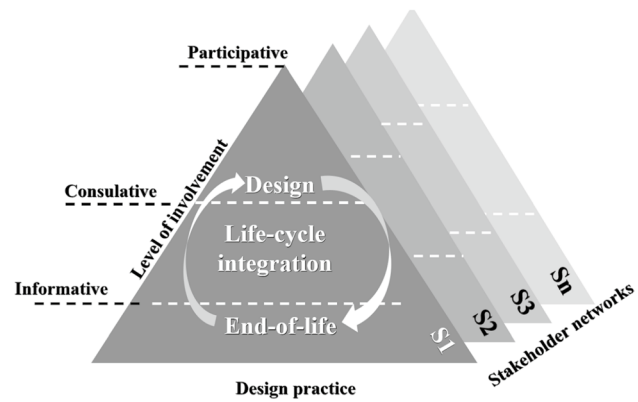 Participative
Consulative
Level of involvement
Design
Life-cycle
integration
Informative
End-of-life
S1
S2
S3
Sn
Stakeholder networks
Design practice